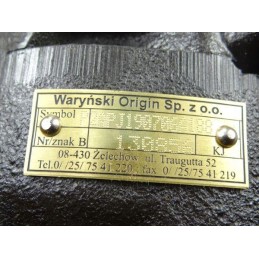 Waryński Origin Sp. z o.o.
Symbol
Nr/znak B KJ
08-430 Żelechów ul. Traugutta 52
Tel.0/ /25/ 75 41 220 fax 0/ /25/75 41 219